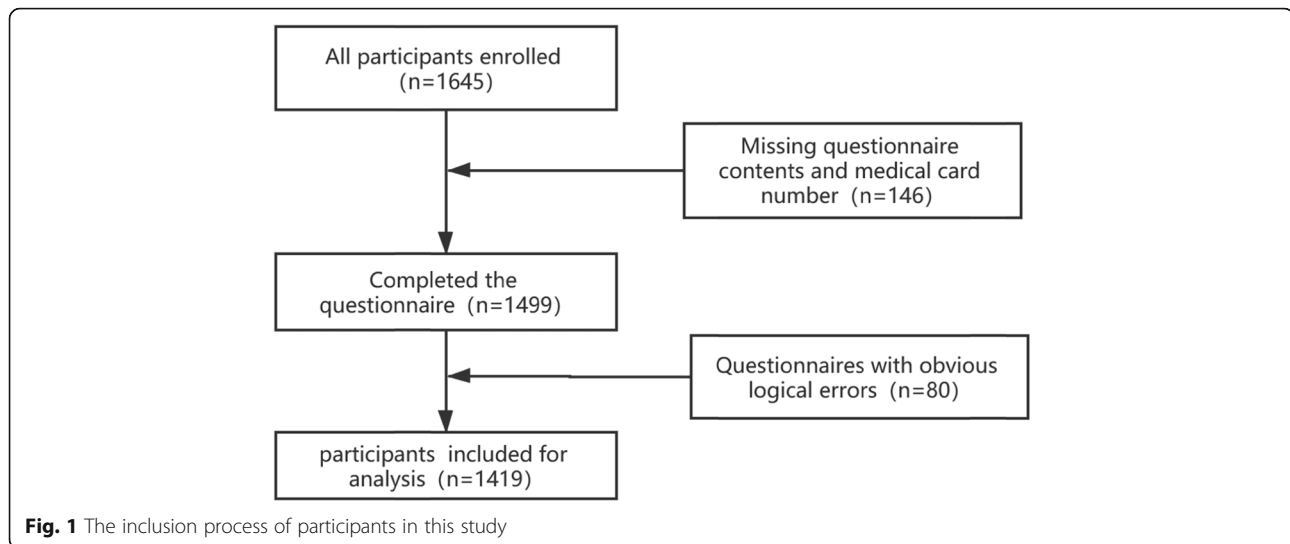 All participants enrolled
(n=1645)
Missing questionnaire
contents and medical card
number (n=146)
Completed the
questionnaire (n=1499)
Questionnaires with obvious
logical errors (n=80)
participants included for
analysis (n=1419)
Fig. 1 The inclusion process of participants in this study